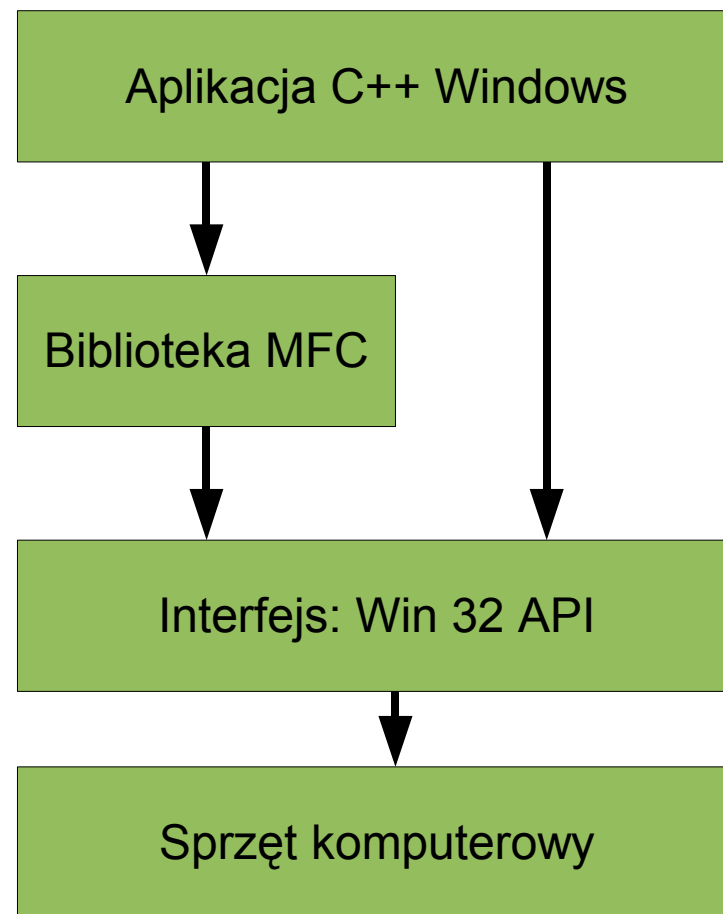 Aplikacja C++ Windows
Biblioteka MFC
Interfejs: Win 32 API
Sprzęt komputerowy